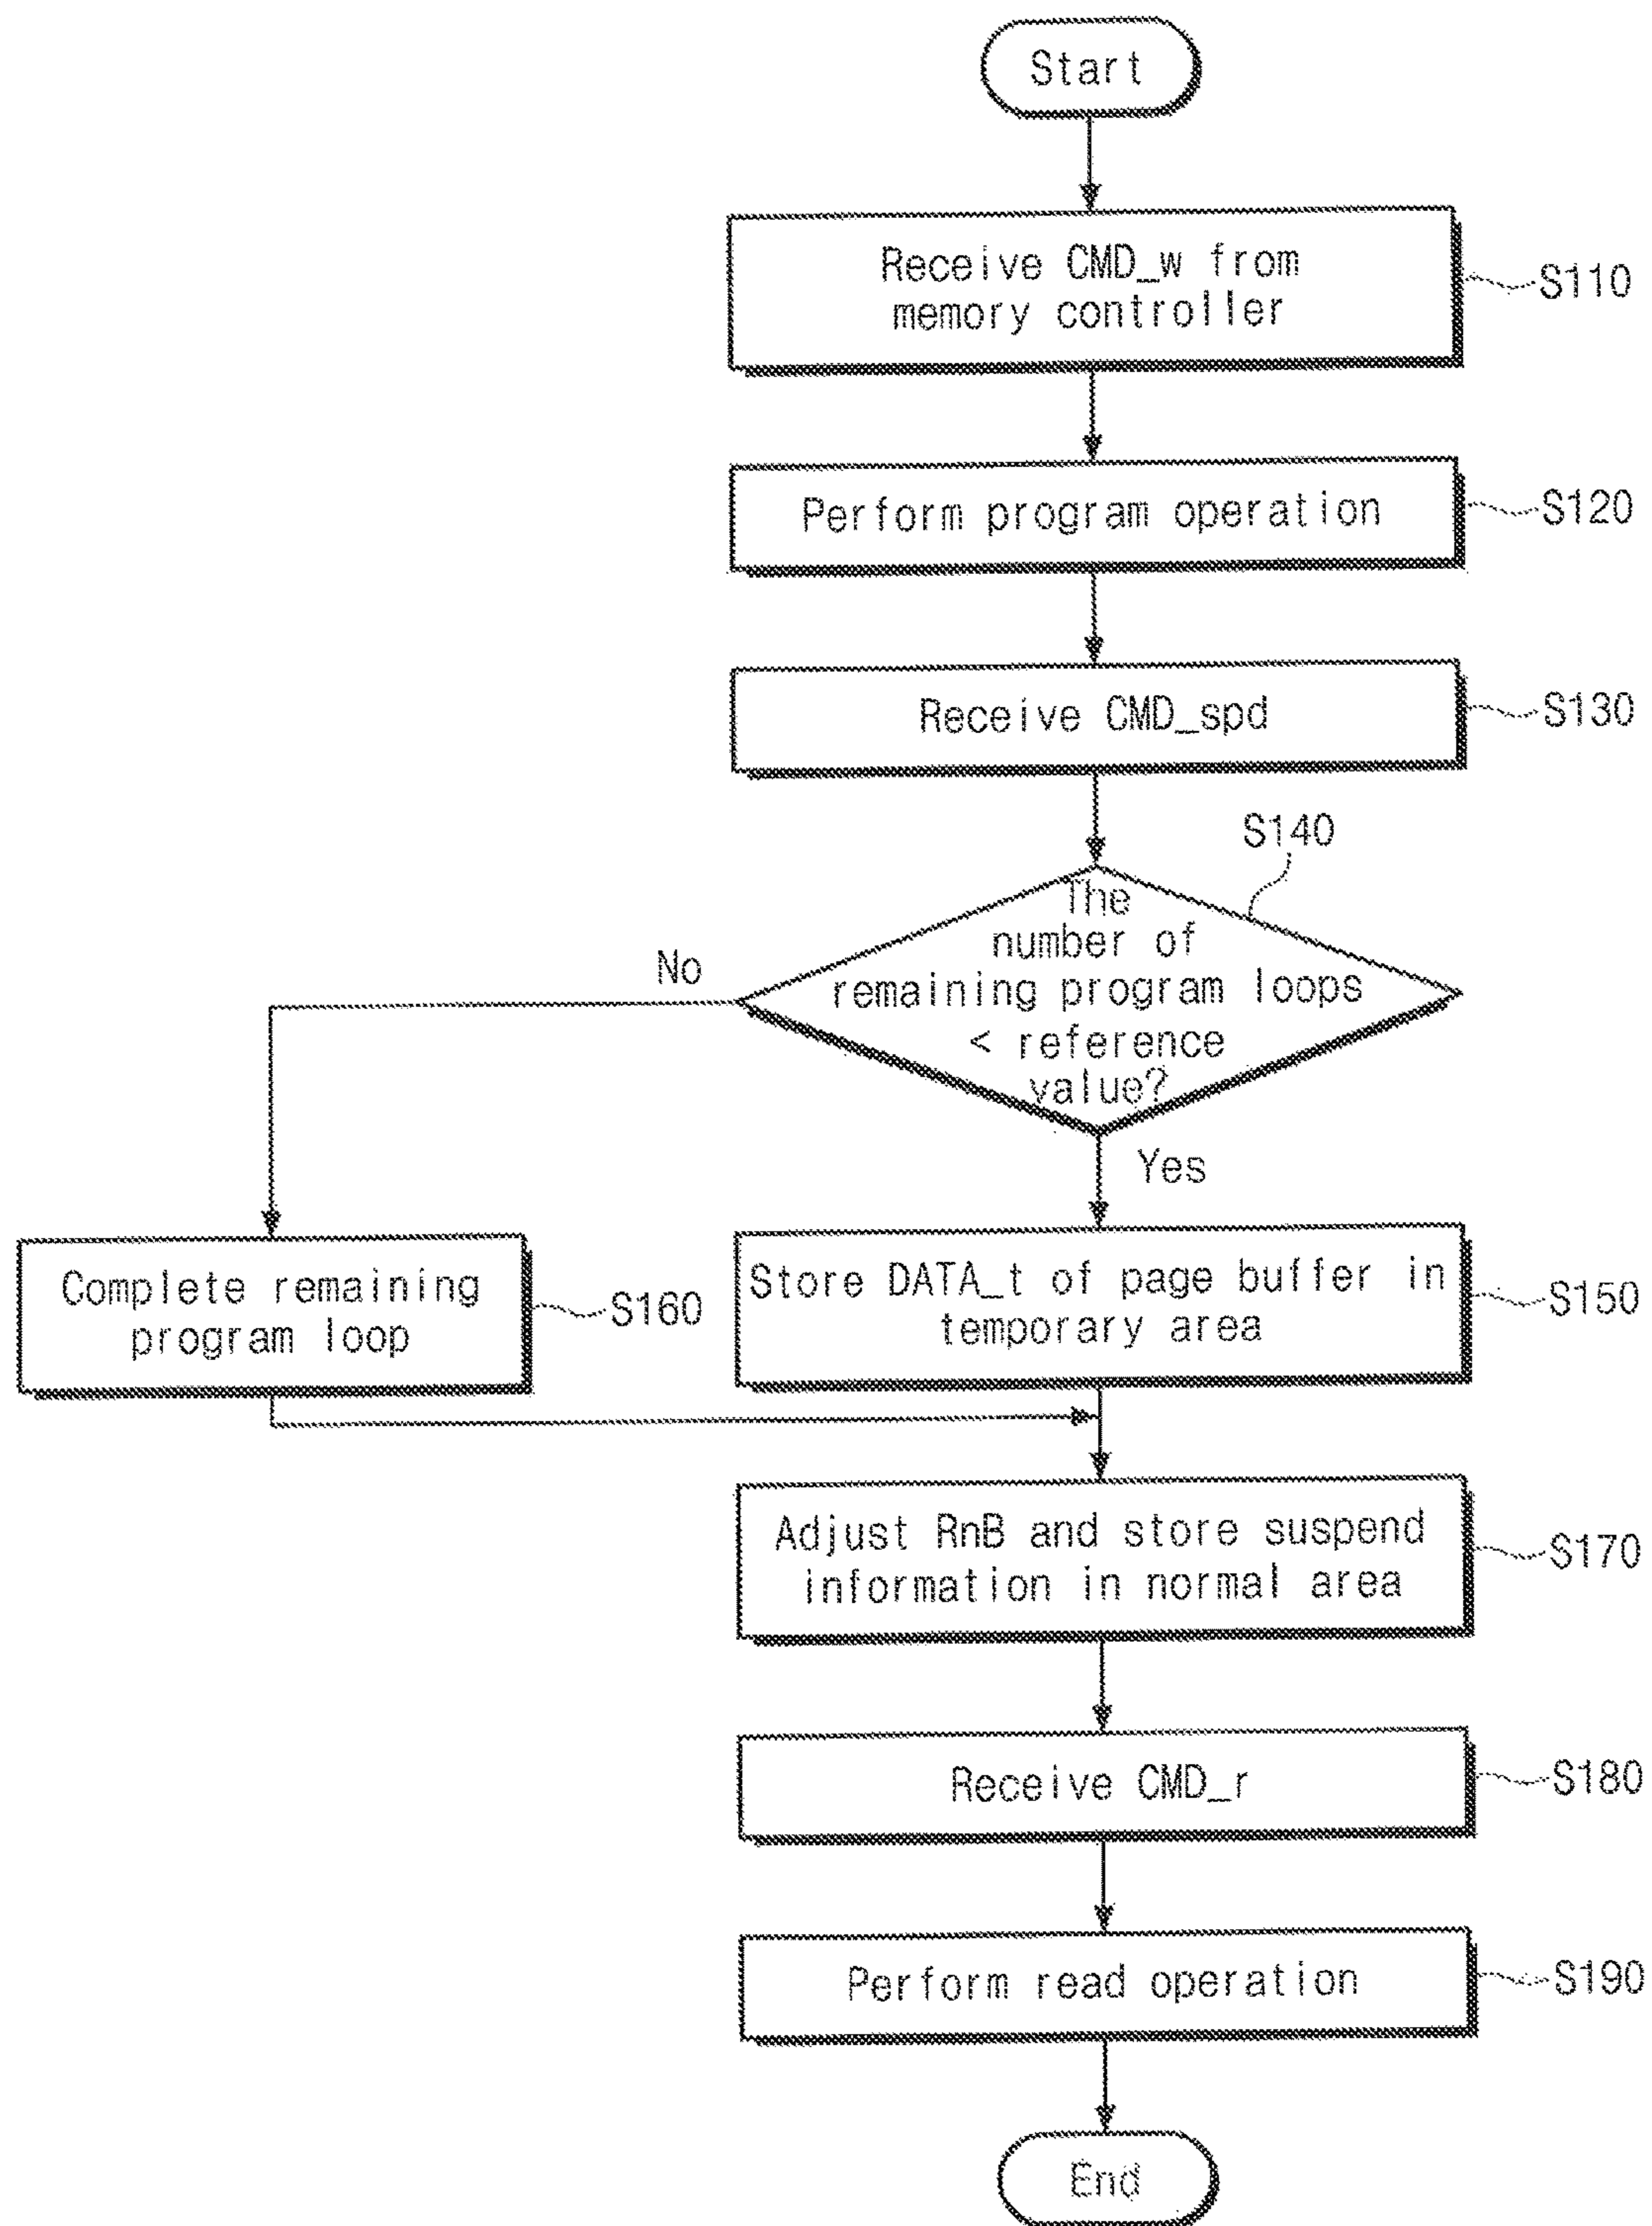 Start
Receive CMD_w from
memory controller
S110
Perform program operation
S120
Receive CMD_spd
S130
S140
The
number of
remaining program loops
< reference
value?
No
Yes
Complete remaining
program loop
S160
Store DATA_t of page buffer in
temporary area
S150
Adjust RnB and store suspend
information in normal area
S170
Receive CMD_r
S180
Perform read operation
S190
End